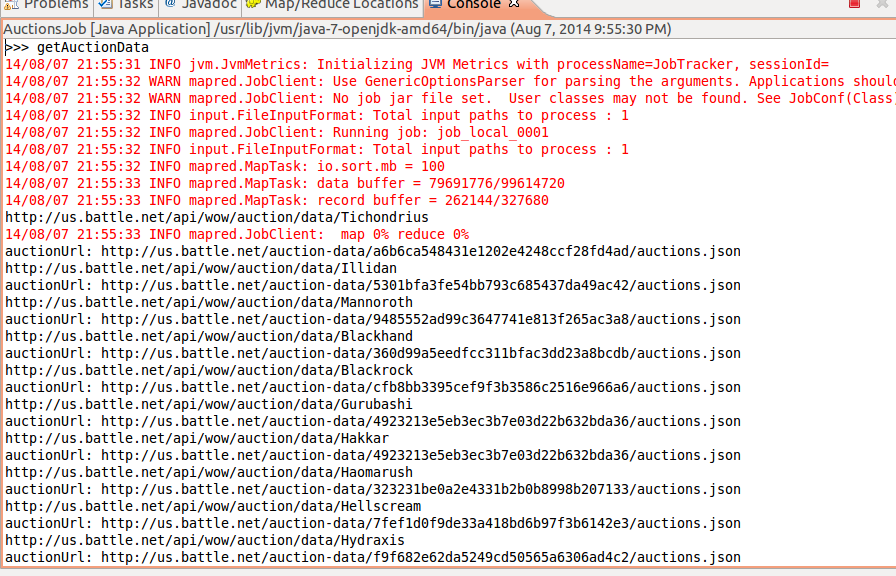 Problems Tasks @ Javadoc Map/Reduce Locations Console
AuctionsJob [Java Application] /usr/lib/jvm/java-7-openjdk-amd64/bin/java (Aug 7, 2014 9:55:30 PM)
>>> getAuctionData
14/08/07 21:55:31 INFO jvm.JvmMetrics: Initializing JVM Metrics with processName=JobTracker, sessionId=
14/08/07 21:55:32 WARN mapred.JobClient: Use GenericOptionsParser for parsing the arguments. Applications shoul
14/08/07 21:55:32 WARN mapred.JobClient: No job jar file set.  User classes may not be found. See JobConf(Class)
14/08/07 21:55:32 INFO input.FileInputFormat: Total input paths to process : 1
14/08/07 21:55:32 INFO mapred.JobClient: Running job: job_local_0001
14/08/07 21:55:32 INFO input.FileInputFormat: Total input paths to process : 1
14/08/07 21:55:32 INFO mapred.MapTask: io.sort.mb = 100
14/08/07 21:55:33 INFO mapred.MapTask: data buffer = 79691776/99614720
14/08/07 21:55:33 INFO mapred.MapTask: record buffer = 262144/327680
http://us.battle.net/api/wow/auction/data/Tichondrius
14/08/07 21:55:33 INFO mapred.JobClient:  map 0% reduce 0%
auctionUrl: http://us.battle.net/auction-data/a6b6ca548431e1202e4248ccf28fd4ad/auctions.json
http://us.battle.net/api/wow/auction/data/Illidan
auctionUrl: http://us.battle.net/auction-data/5301bfa3fe54bb793c685437da49ac42/auctions.json
http://us.battle.net/api/wow/auction/data/Mannoroth
auctionUrl: http://us.battle.net/auction-data/9485552ad99c3647741e813f265ac3a8/auctions.json
http://us.battle.net/api/wow/auction/data/Blackhand
auctionUrl: http://us.battle.net/auction-data/360d99a5eedfcc311bfac3dd23a8bcdb/auctions.json
http://us.battle.net/api/wow/auction/data/Blackrock
auctionUrl: http://us.battle.net/auction-data/cfb8bb3395cef9f3b3586c2516e966a6/auctions.json
http://us.battle.net/api/wow/auction/data/Gurubashi
auctionUrl: http://us.battle.net/auction-data/4923213e5eb3ec3b7e03d22b632bda36/auctions.json
http://us.battle.net/api/wow/auction/data/Hakkar
auctionUrl: http://us.battle.net/auction-data/4923213e5eb3ec3b7e03d22b632bda36/auctions.json
http://us.battle.net/api/wow/auction/data/Haomarush
auctionUrl: http://us.battle.net/auction-data/323231be0a2e4331b2b0b8998b207133/auctions.json
http://us.battle.net/api/wow/auction/data/Hellscream
auctionUrl: http://us.battle.net/auction-data/7fef1d0f9de33a418bd6b97f3b6142e3/auctions.json
http://us.battle.net/api/wow/auction/data/Hydraxis
auctionUrl: http://us.battle.net/auction-data/f9f682e62da5249cd50565a6306ad4c2/auctions.json